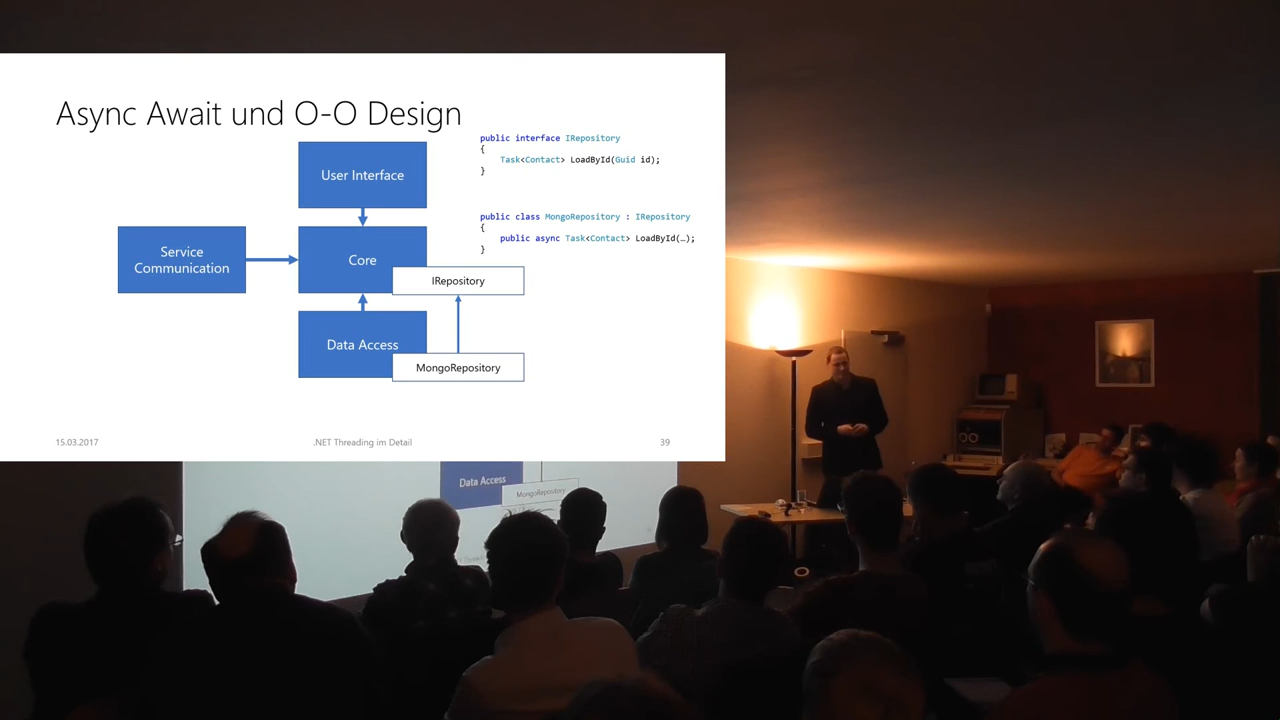 Async Await und O-O Design
User Interface
Service
Communication
Core
IRepository
Data Access
MongoRepository
public interface IRepository
{
Task<Contact> LoadById(Guid id);
}
public class MongoRepository : IRepository
{
public async Task<Contact> LoadById(…);
}
15.03.2017
.NET Threading im Detail
39
Data Access
MongoRepository